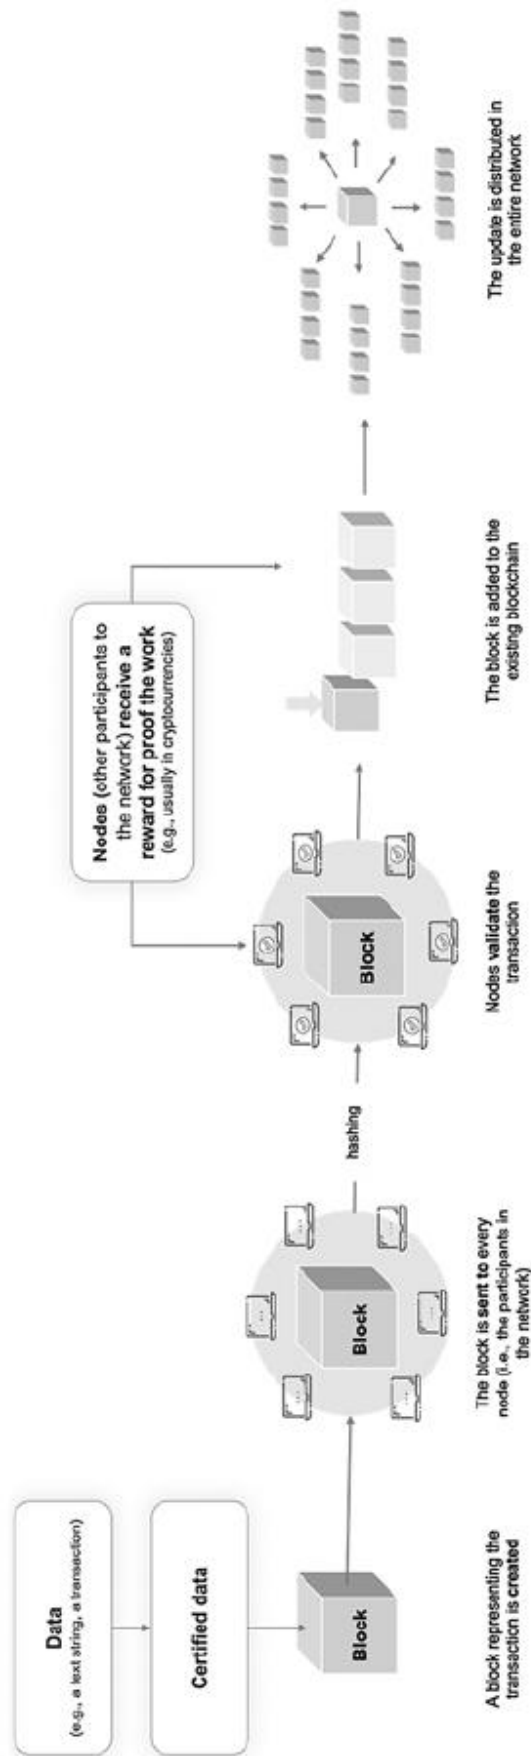 Data
(e.g., a text string, a transaction)
Certified data
Block
A block representing the
transaction is created
Block
The block is sent to every
node (i.e., the participants in
the network)
hashing
Block
Nodes validate the
transaction
Nodes (other participants to
the network) receive a
reward for proof the work
(e.g., usually in cryptocurrencies)
The block is added to the
existing blockchain
The update is distributed in
the entire network